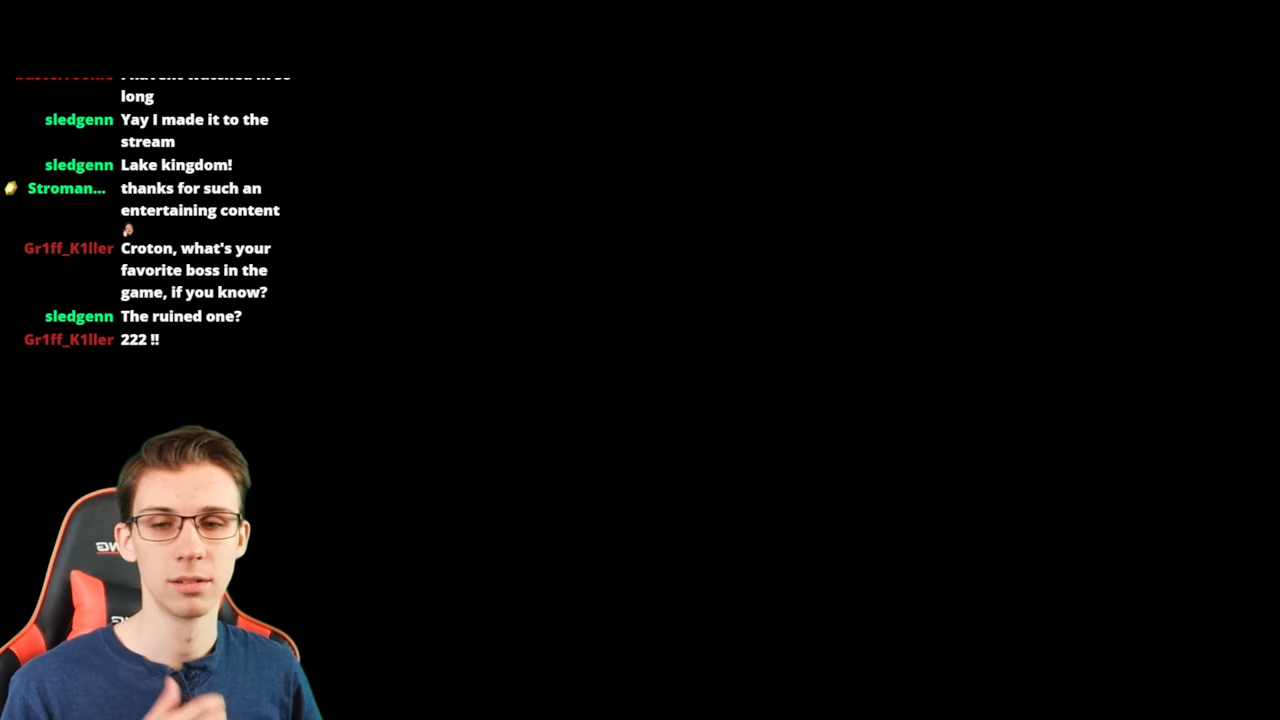 long
sledgenn Yay I made it to the
stream
sledgenn Lake kingdom!
Stroman... thanks for such an
entertaining content
Gr1ff_K1ller Croton, what's your
favorite boss in the
game, if you know?
sledgenn The ruined one?
Gr1ff_K1ller 222 !!